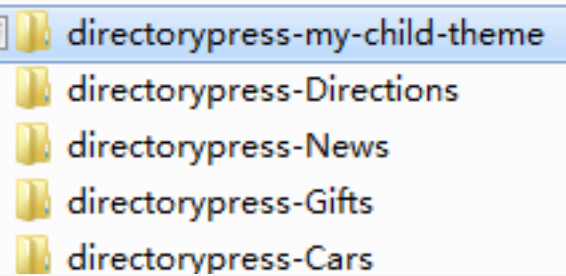 directorypress-my-child-theme
directorypress-Directions
directorypress-News
directorypress-Gifts
directorypress-Cars